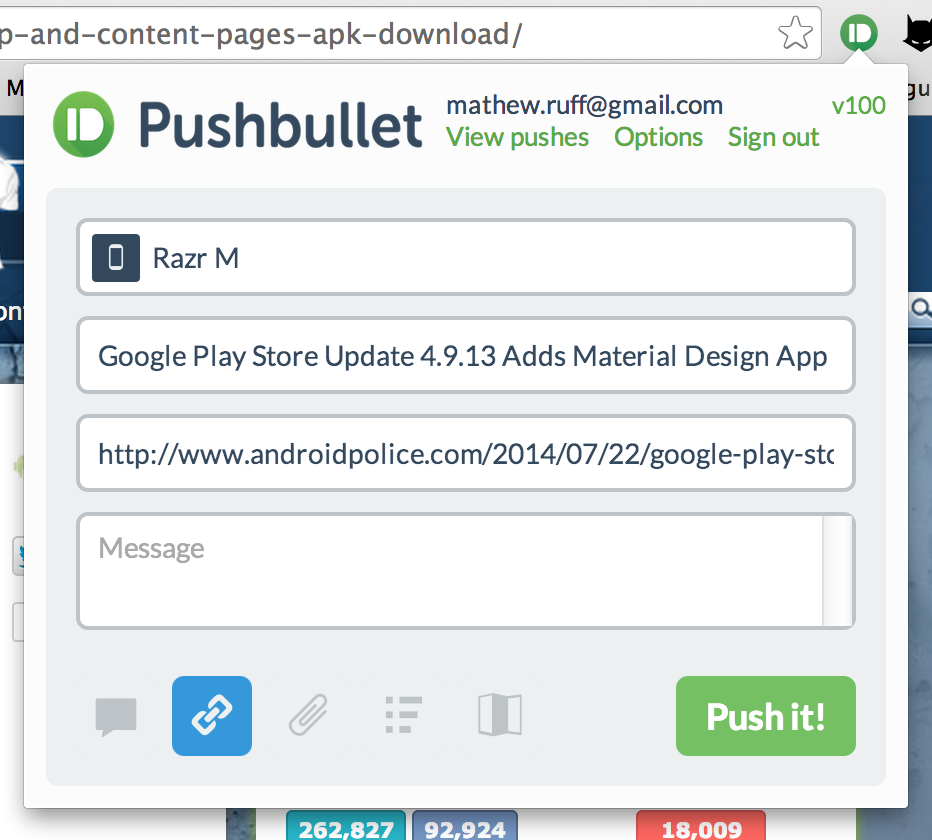 p-and-content-pages-apk-download/
M
gu
Pushbullet
mathew.ruff@gmail.com
v100
View pushes Options Sign out
Razr M
Google Play Store Update 4.9.13 Adds Material Design App
http://www.androidpolice.com/2014/07/22/google-play-sto
Message
Push it!
262,827 92,924 18,009